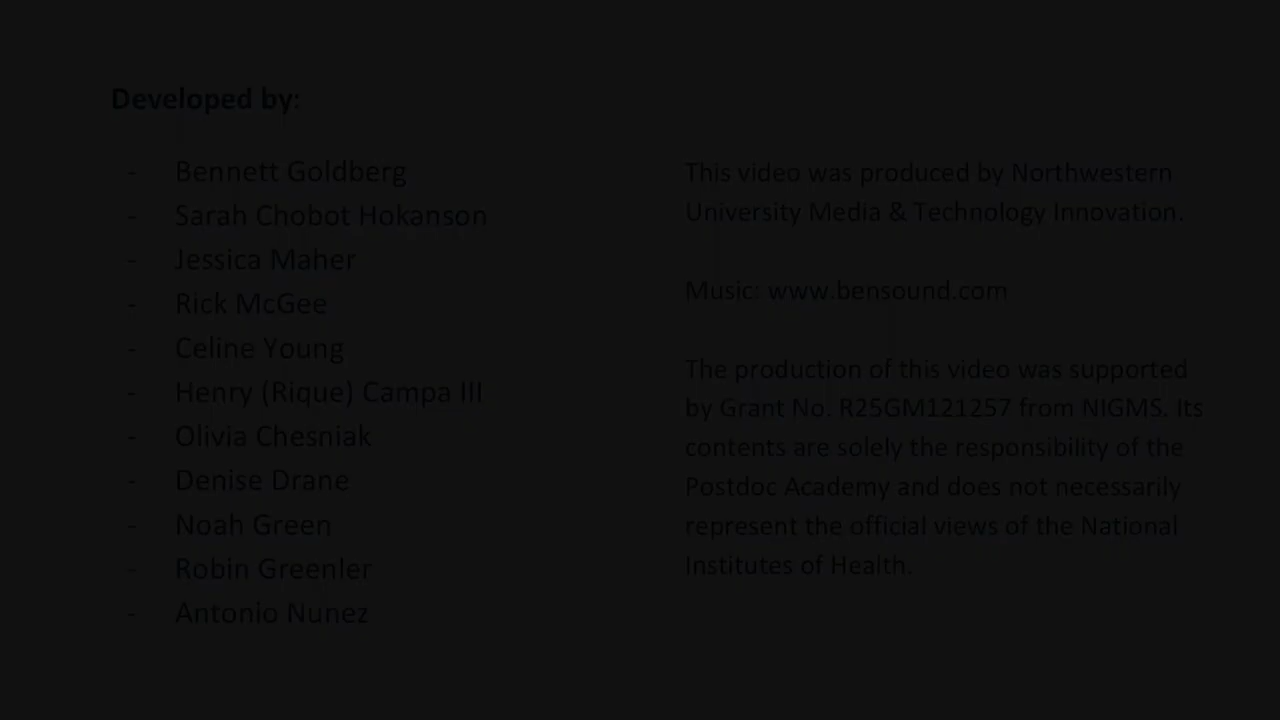 Developed by:
- Bennett Goldberg
- Sarah Chobot Hokanson
- Jessica Maher
- Rick McGee
- Celine Young
- Henry (Rique) Campa III
- Olivia Chesniak
- Denise Drane
- Noah Green
- Robin Greenler
- Antonio Nunez
This video was produced by Northwestern
University Media & Technology Innovation.
Music: www.bensound.com
The production of this video was supported
by Grant No. R25GM121257 from NIGMS. Its
contents are solely the responsibility of the
Postdoc Academy and does not necessarily
represent the official views of the National
Institutes of Health.